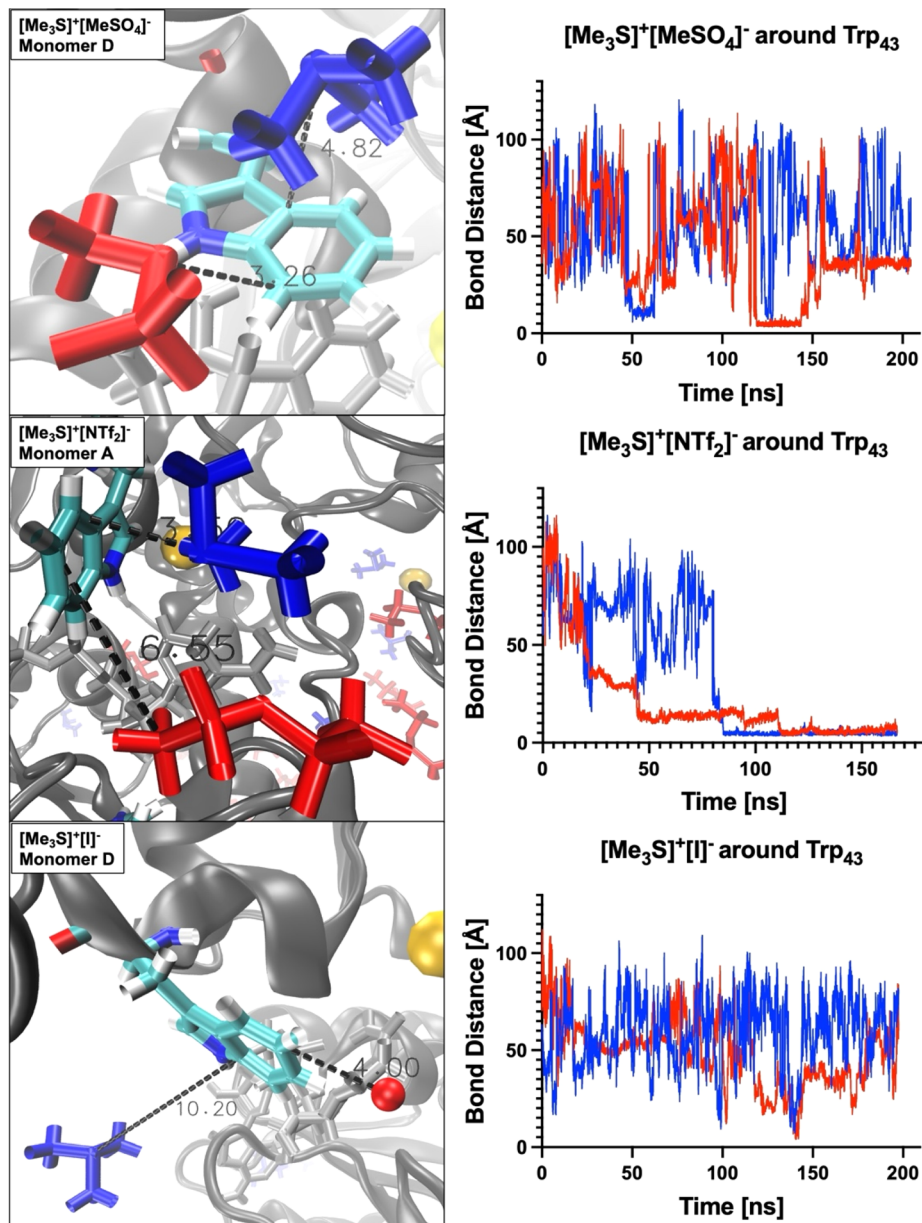 [Me₃S]⁺[MeSO₄]⁻
Monomer D
4.82
3.26
[Me₃S]⁺[MeSO₄]⁻ around Trp₄₃
Bond Distance [Å]
100
50
0
0 50 100 150 200
Time [ns]
[Me₃S]⁺[NTf₂]⁻
Monomer A
6.55
[Me₃S]⁺[NTf₂]⁻ around Trp₄₃
Bond Distance [Å]
100
50
0
0 50 100 150
Time [ns]
[Me₃S]⁺[I]⁻
Monomer D
4.00
10.20
[Me₃S]⁺[I]⁻ around Trp₄₃
Bond Distance [Å]
100
50
0
0 50 100 150 200
Time [ns]